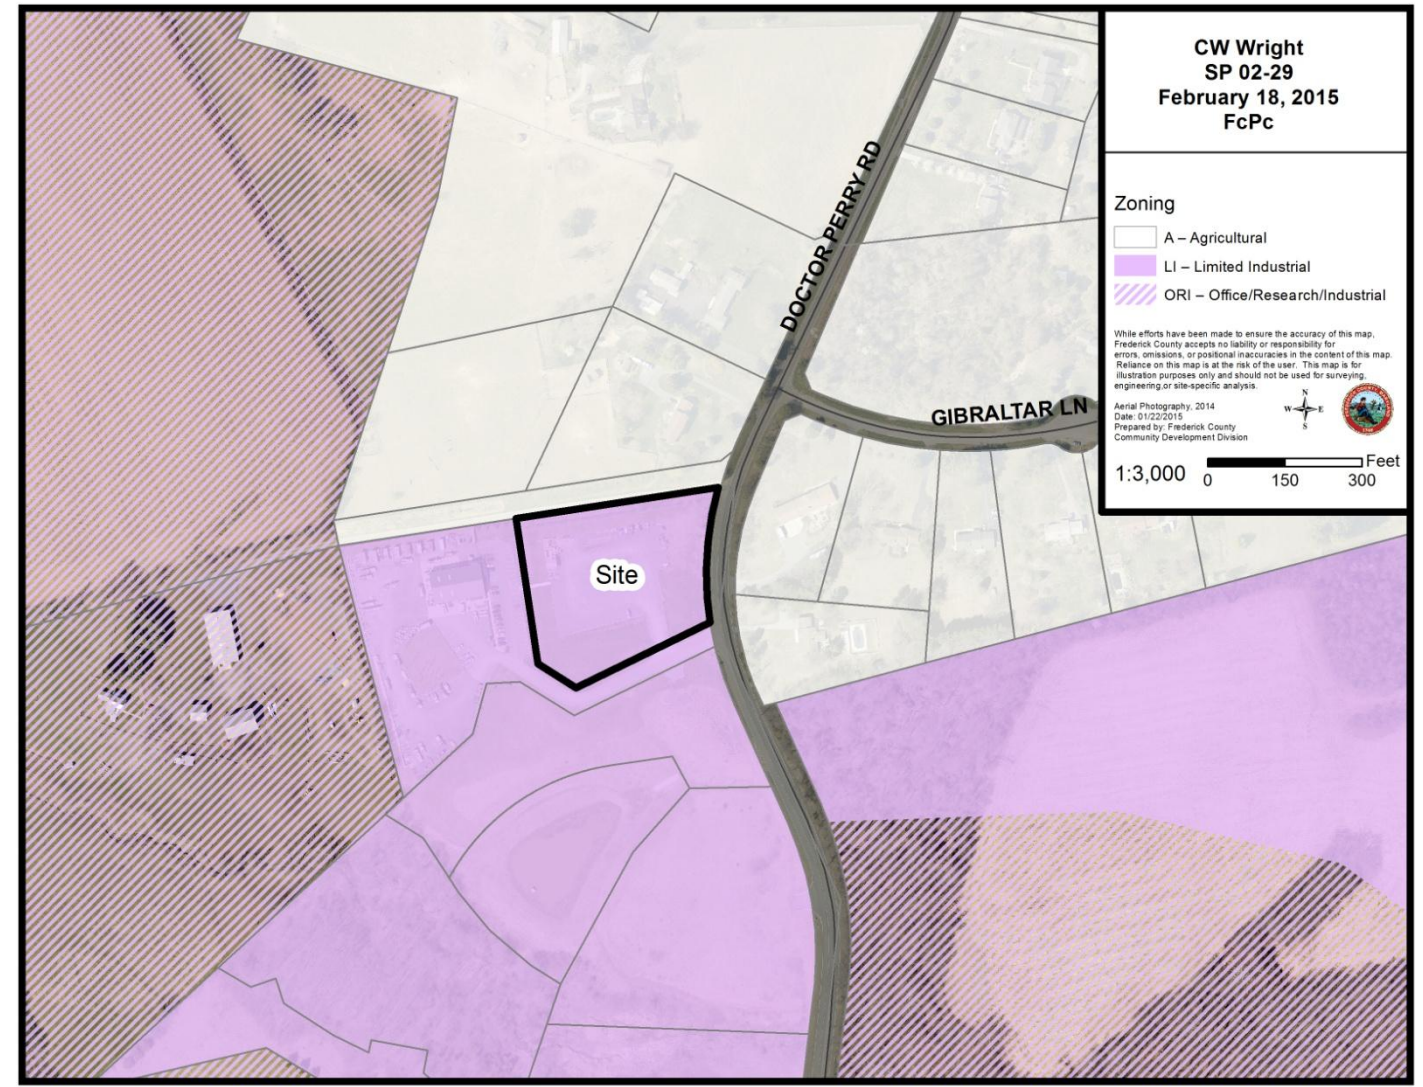 CW Wright
SP 02-29
February 18, 2015
FcPc
Zoning
A – Agricultural
LI – Limited Industrial
ORI – Office/Research/Industrial
While efforts have been made to ensure the accuracy of this map,
Frederick County accepts no liability or responsibility for
errors, omissions, or positional inaccuracies in the content of this map.
Reliance on this map is at the risk of the user. This map is for
illustration purposes only and should not be used for surveying,
engineering,or site-specific analysis.
Aerial Photography, 2014
Date: 01/22/2015
Prepared by: Frederick County
Community Development Division
N
W E
S
1:3,000
Feet
0 150 300
DOCTOR PERRY RD
GIBRALTAR LN
Site